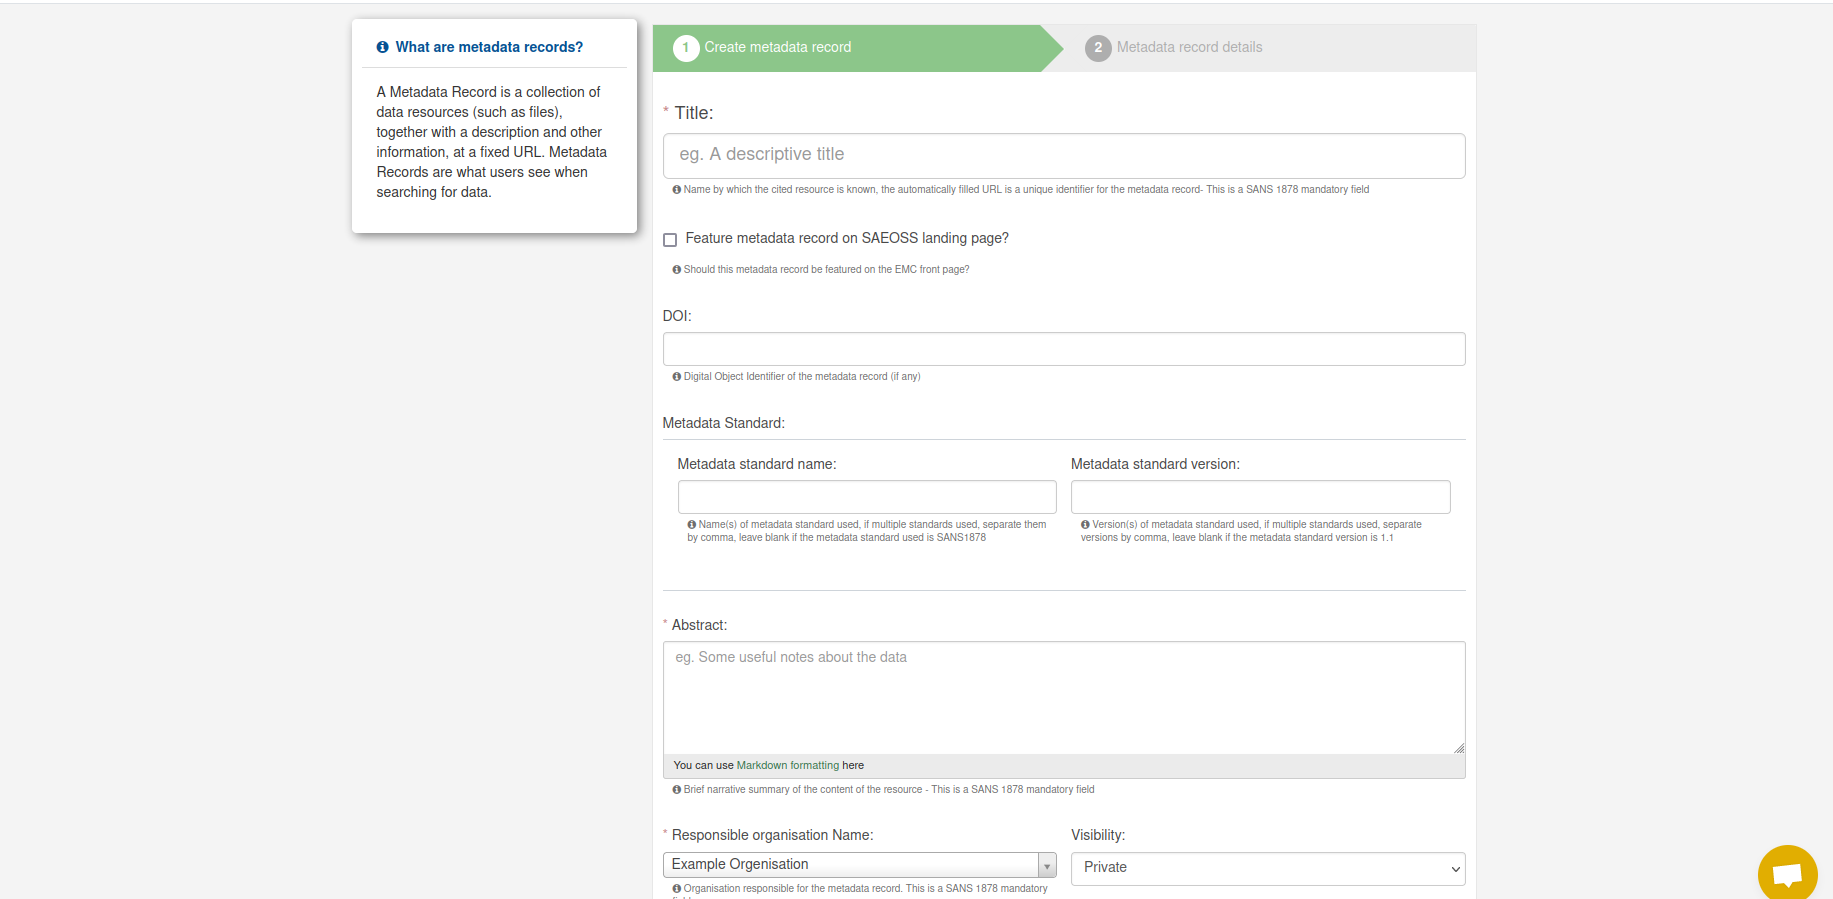 What are metadata records?
A Metadata Record is a collection of
data resources (such as files),
together with a description and other
information, at a fixed URL. Metadata
Records are what users see when
searching for data.
1 Create metadata record
2 Metadata record details
* Title:
eg. A descriptive title
Name by which the cited resource is known, the automatically filled URL is a unique identifier for the metadata record- This is a SANS 1878 mandatory field
Feature metadata record on SAEOSS landing page?
Should this metadata record be featured on the EMC front page?
DOI:
Digital Object Identifier of the metadata record (if any)
Metadata Standard:
Metadata standard name:
Name(s) of metadata standard used, if multiple standards used, separate them
by comma, leave blank if the metadata standard used is SANS1878
Metadata standard version:
Version(s) of metadata standard used, if multiple standards used, separate
versions by comma, leave blank if the metadata standard version is 1.1
* Abstract:
eg. Some useful notes about the data
You can use Markdown formatting here
Brief narrative summary of the content of the resource - This is a SANS 1878 mandatory field
* Responsible organisation Name:
Example Orgenisation
Organisation responsible for the metadata record. This is a SANS 1878 mandatory
Visibility:
Private